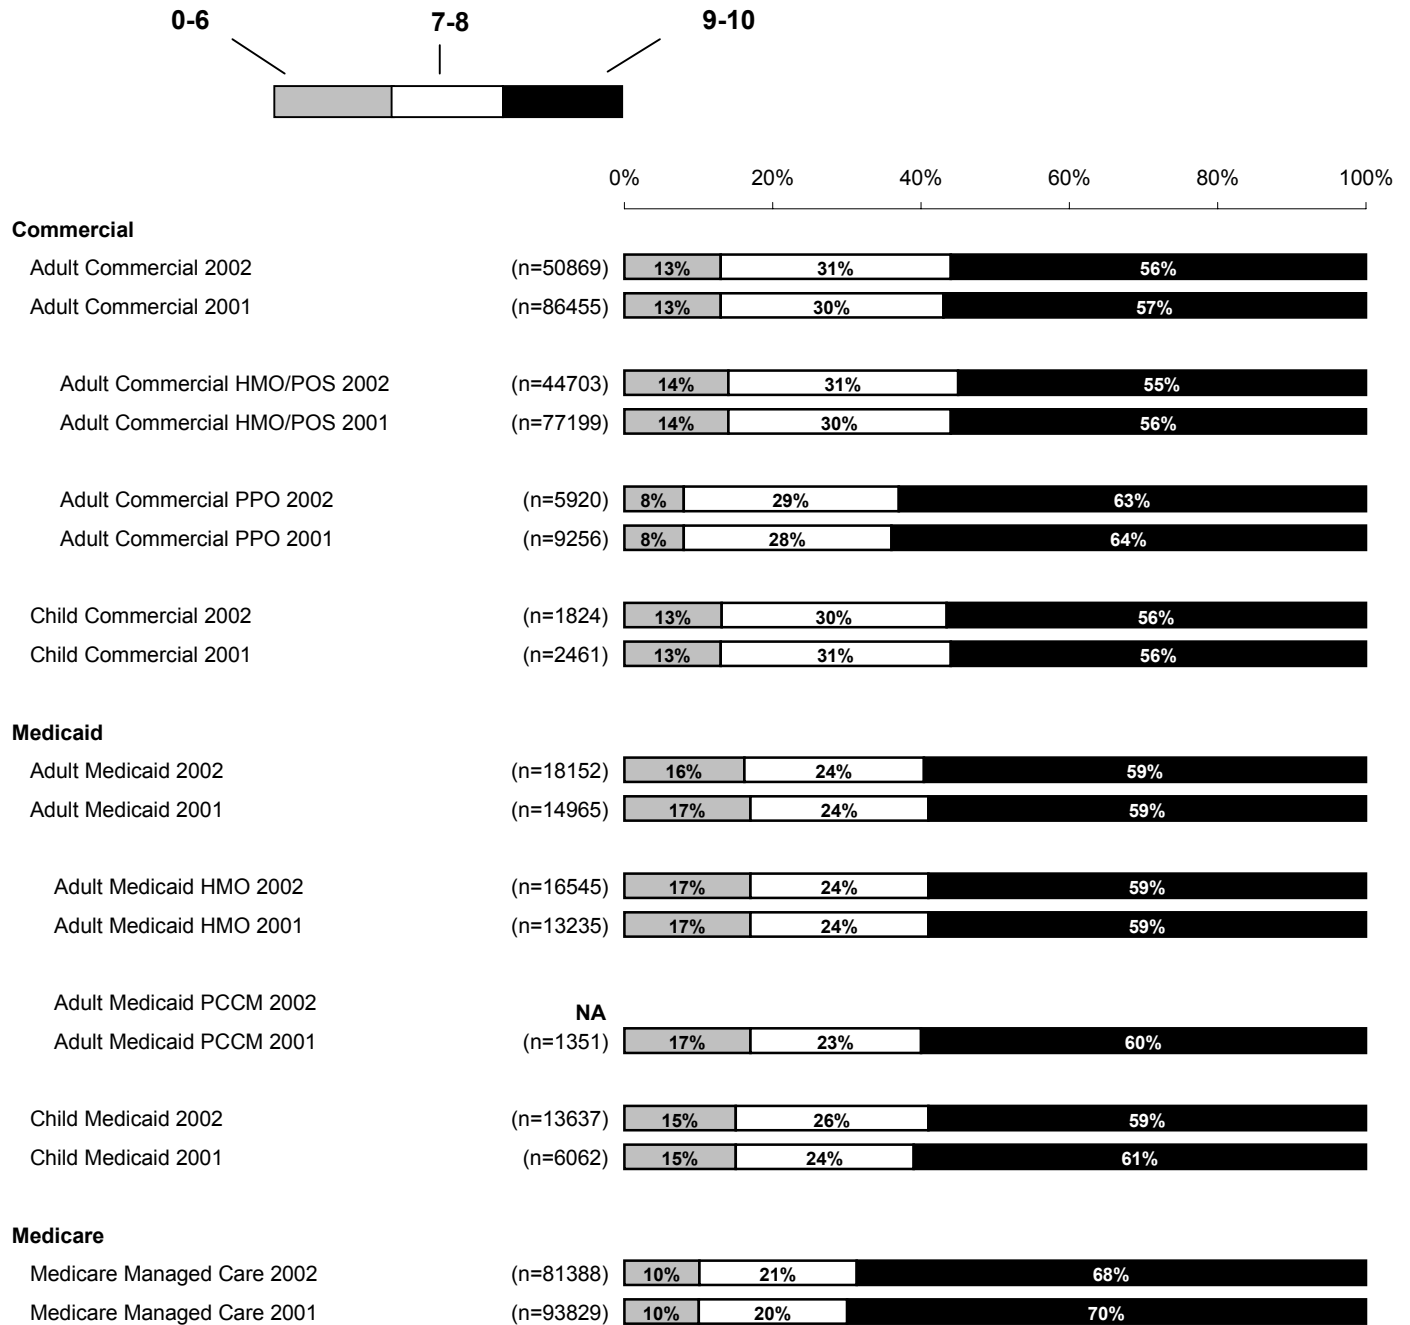 0-6 7-8 9-10
0% 20% 40% 60% 80% 100%
Commercial
Adult Commercial 2002 (n=50869) 13% 31% 56%
Adult Commercial 2001 (n=86455) 13% 30% 57%
Adult Commercial HMO/POS 2002 (n=44703) 14% 31% 55%
Adult Commercial HMO/POS 2001 (n=77199) 14% 30% 56%
Adult Commercial PPO 2002 (n=5920) 8% 29% 63%
Adult Commercial PPO 2001 (n=9256) 8% 28% 64%
Child Commercial 2002 (n=1824) 13% 30% 56%
Child Commercial 2001 (n=2461) 13% 31% 56%
Medicaid
Adult Medicaid 2002 (n=18152) 16% 24% 59%
Adult Medicaid 2001 (n=14965) 17% 24% 59%
Adult Medicaid HMO 2002 (n=16545) 17% 24% 59%
Adult Medicaid HMO 2001 (n=13235) 17% 24% 59%
Adult Medicaid PCCM 2002 NA
Adult Medicaid PCCM 2001 (n=1351) 17% 23% 60%
Child Medicaid 2002 (n=13637) 15% 26% 59%
Child Medicaid 2001 (n=6062) 15% 24% 61%
Medicare
Medicare Managed Care 2002 (n=81388) 10% 21% 68%
Medicare Managed Care 2001 (n=93829) 10% 20% 70%